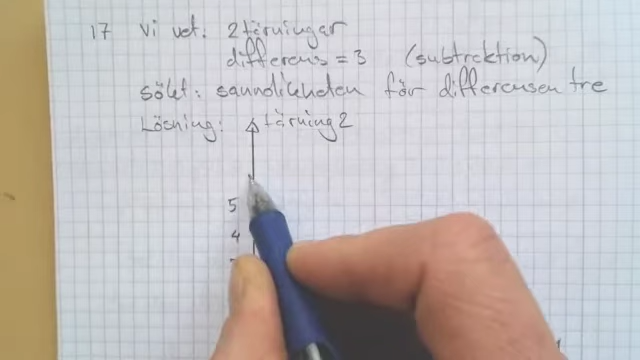 17 Vi vet: 2 tärningar
differens = 3 (subtraktion)
sökt: sannolikheten för differensen tre
Lösning: tärning 2
5
4